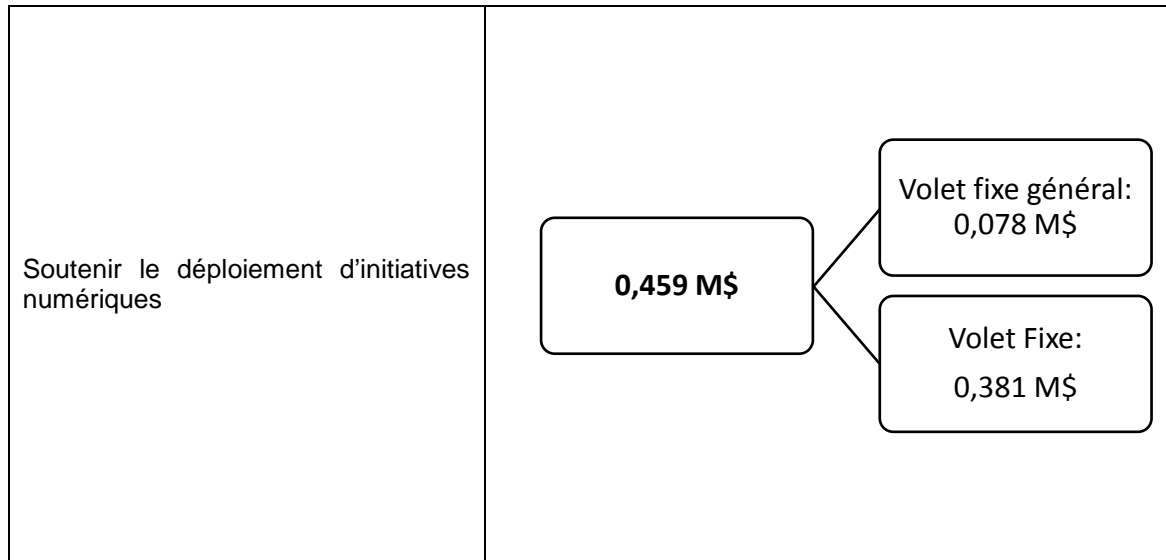 Soutenir le déploiement d’initiatives
numériques
0,459 M$
Volet fixe général:
0,078 M$
Volet Fixe:
0,381 M$